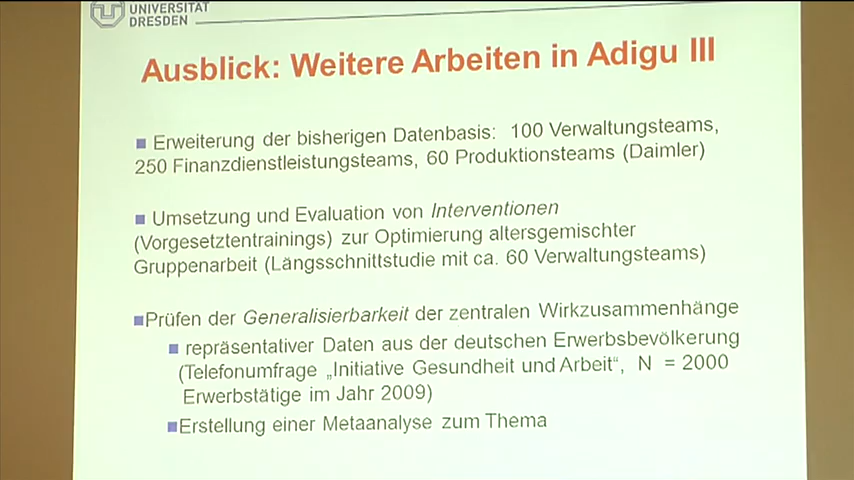 UNIVERSITÄT
DRESDEN
Ausblick: Weitere Arbeiten in Adigu III
Erweiterung der bisherigen Datenbasis: 100 Verwaltungsteams,
250 Finanzdienstleistungsteams, 60 Produktionsteams (Daimler)
Umsetzung und Evaluation von Interventionen
(Vorgesetztentrainings) zur Optimierung altersgemischter
Gruppenarbeit (Längsschnittstudie mit ca. 60 Verwaltungsteams)
Prüfen der Generalisierbarkeit der zentralen Wirkzusammenhänge
repräsentativer Daten aus der deutschen Erwerbsbevölkerung
(Telefonumfrage „Initiative Gesundheit und Arbeit“, N = 2000
Erwerbstätige im Jahr 2009)
Erstellung einer Metaanalyse zum Thema